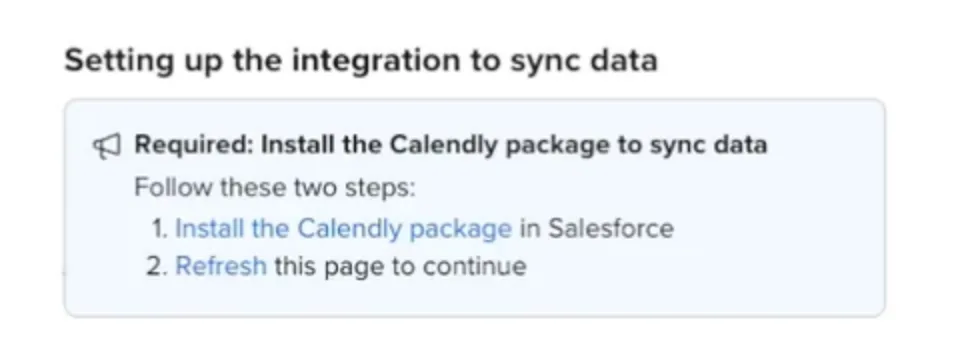 Setting up the integration to sync data
Required: Install the Calendly package to sync data
Follow these two steps:
1. Install the Calendly package in Salesforce
2. Refresh this page to continue